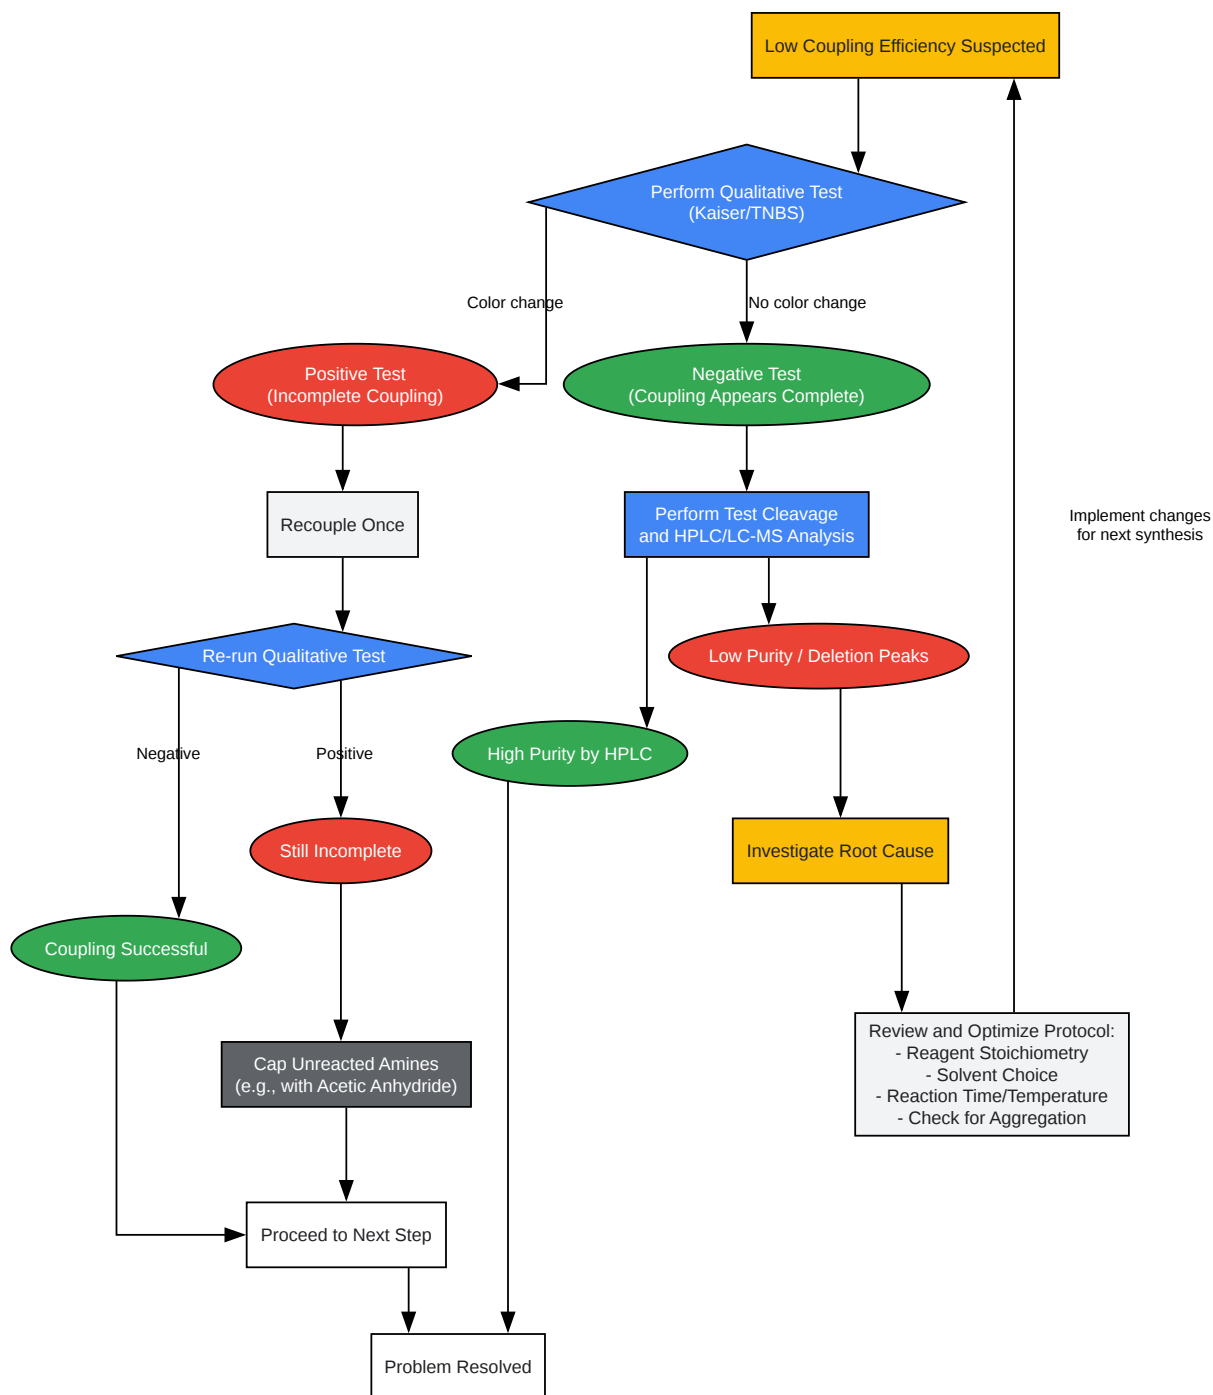 Low Coupling Efficiency Suspected
Perform Qualitative Test
(Kaiser/TNBS)
Color change
No color change
Positive Test
(Incomplete Coupling)
Negative Test
(Coupling Appears Complete)
Recouple Once
Perform Test Cleavage
and HPLC/LC-MS Analysis
Implement changes
for next synthesis
Re-run Qualitative Test
Low Purity / Deletion Peaks
Negative
Positive
High Purity by HPLC
Still Incomplete
Investigate Root Cause
Coupling Successful
Cap Unreacted Amines
(e.g., with Acetic Anhydride)
Review and Optimize Protocol:
- Reagent Stoichiometry
- Solvent Choice
- Reaction Time/Temperature
- Check for Aggregation
Proceed to Next Step
Problem Resolved